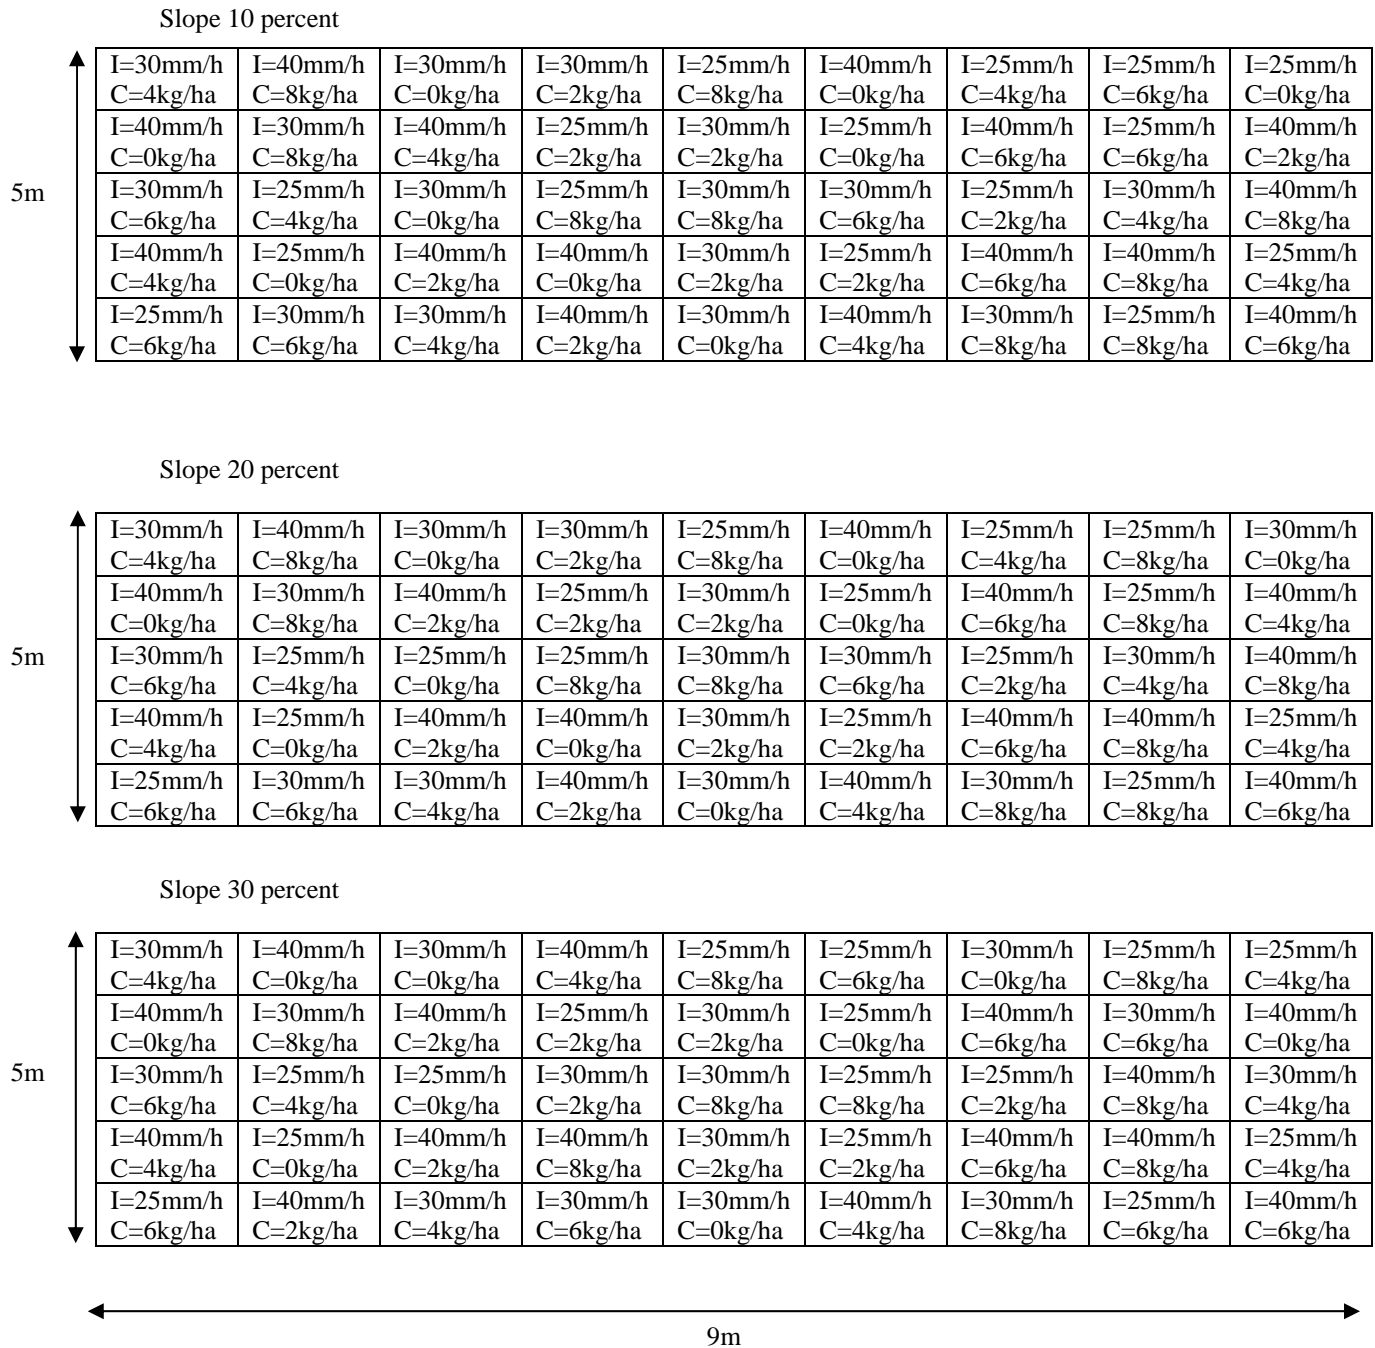 Slope 10 percent
I=30mm/h I=40mm/h I=30mm/h I=30mm/h I=25mm/h I=40mm/h I=25mm/h I=25mm/h I=25mm/h
C=4kg/ha C=8kg/ha C=0kg/ha C=2kg/ha C=8kg/ha C=0kg/ha C=4kg/ha C=6kg/ha C=0kg/ha
I=40mm/h I=30mm/h I=40mm/h I=25mm/h I=30mm/h I=25mm/h I=40mm/h I=25mm/h I=40mm/h
C=0kg/ha C=8kg/ha C=4kg/ha C=2kg/ha C=2kg/ha C=0kg/ha C=6kg/ha C=6kg/ha C=2kg/ha
5m
I=30mm/h I=25mm/h I=30mm/h I=25mm/h I=30mm/h I=30mm/h I=25mm/h I=30mm/h I=40mm/h
C=6kg/ha C=4kg/ha C=0kg/ha C=8kg/ha C=8kg/ha C=6kg/ha C=2kg/ha C=4kg/ha C=8kg/ha
I=40mm/h I=25mm/h I=40mm/h I=40mm/h I=30mm/h I=25mm/h I=40mm/h I=40mm/h I=25mm/h
C=4kg/ha C=0kg/ha C=2kg/ha C=0kg/ha C=2kg/ha C=2kg/ha C=6kg/ha C=8kg/ha C=4kg/ha
I=25mm/h I=30mm/h I=30mm/h I=40mm/h I=30mm/h I=40mm/h I=30mm/h I=25mm/h I=40mm/h
C=6kg/ha C=6kg/ha C=4kg/ha C=2kg/ha C=0kg/ha C=4kg/ha C=8kg/ha C=8kg/ha C=6kg/ha
Slope 20 percent
I=30mm/h I=40mm/h I=30mm/h I=30mm/h I=25mm/h I=40mm/h I=25mm/h I=25mm/h I=30mm/h
C=4kg/ha C=8kg/ha C=0kg/ha C=2kg/ha C=8kg/ha C=0kg/ha C=4kg/ha C=8kg/ha C=0kg/ha
I=40mm/h I=30mm/h I=40mm/h I=25mm/h I=30mm/h I=25mm/h I=40mm/h I=25mm/h I=40mm/h
C=0kg/ha C=8kg/ha C=2kg/ha C=2kg/ha C=2kg/ha C=0kg/ha C=6kg/ha C=8kg/ha C=4kg/ha
5m
I=30mm/h I=25mm/h I=25mm/h I=25mm/h I=30mm/h I=30mm/h I=25mm/h I=30mm/h I=40mm/h
C=6kg/ha C=4kg/ha C=0kg/ha C=8kg/ha C=8kg/ha C=6kg/ha C=2kg/ha C=4kg/ha C=8kg/ha
I=40mm/h I=25mm/h I=40mm/h I=40mm/h I=30mm/h I=25mm/h I=40mm/h I=40mm/h I=25mm/h
C=4kg/ha C=0kg/ha C=2kg/ha C=0kg/ha C=2kg/ha C=2kg/ha C=6kg/ha C=8kg/ha C=4kg/ha
I=25mm/h I=30mm/h I=30mm/h I=40mm/h I=30mm/h I=40mm/h I=30mm/h I=25mm/h I=40mm/h
C=6kg/ha C=6kg/ha C=4kg/ha C=2kg/ha C=0kg/ha C=4kg/ha C=8kg/ha C=8kg/ha C=6kg/ha
Slope 30 percent
I=30mm/h I=40mm/h I=30mm/h I=40mm/h I=25mm/h I=25mm/h I=30mm/h I=25mm/h I=25mm/h
C=4kg/ha C=0kg/ha C=0kg/ha C=4kg/ha C=8kg/ha C=6kg/ha C=0kg/ha C=8kg/ha C=4kg/ha
I=40mm/h I=30mm/h I=40mm/h I=25mm/h I=30mm/h I=25mm/h I=40mm/h I=30mm/h I=40mm/h
C=0kg/ha C=8kg/ha C=2kg/ha C=2kg/ha C=2kg/ha C=0kg/ha C=6kg/ha C=6kg/ha C=0kg/ha
5m
I=30mm/h I=25mm/h I=25mm/h I=30mm/h I=30mm/h I=25mm/h I=25mm/h I=40mm/h I=30mm/h
C=6kg/ha C=4kg/ha C=0kg/ha C=2kg/ha C=8kg/ha C=8kg/ha C=2kg/ha C=8kg/ha C=4kg/ha
I=40mm/h I=25mm/h I=40mm/h I=40mm/h I=30mm/h I=25mm/h I=40mm/h I=40mm/h I=25mm/h
C=4kg/ha C=0kg/ha C=2kg/ha C=8kg/ha C=2kg/ha C=2kg/ha C=6kg/ha C=8kg/ha C=4kg/ha
I=25mm/h I=40mm/h I=30mm/h I=30mm/h I=30mm/h I=40mm/h I=30mm/h I=25mm/h I=40mm/h
C=6kg/ha C=2kg/ha C=4kg/ha C=6kg/ha C=0kg/ha C=4kg/ha C=8kg/ha C=6kg/ha C=6kg/ha
9m